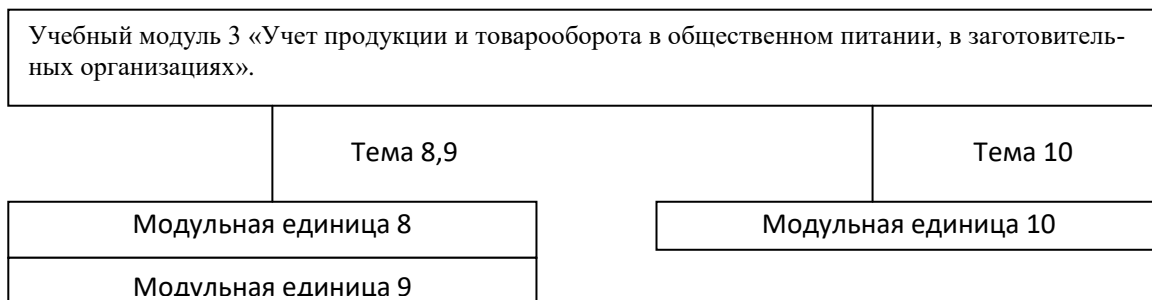 Учебный модуль 3 «Учет продукции и товарооборота в общественном питании, в заготовитель-
ных организациях».
Тема 8,9
Тема 10
Модульная единица 8
Модульная единица 10
Модульная единица 9